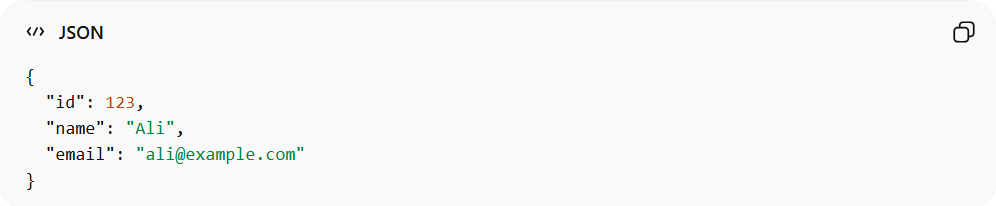 JSON
{
  "id": 123,
  "name": "Ali",
  "email": "ali@example.com"
}